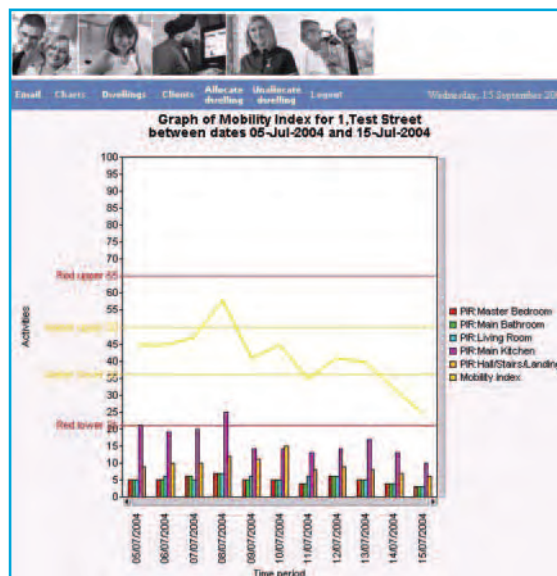 Email Charts Dwellings Clients Allocate dwelling Unallocate dwelling Logout Wednesday, 15 September
Graph of Mobility Index for 1,Test Street
between dates 05-Jul-2004 and 15-Jul-2004
100
95
90
85
80
75
70
Red upper 65
60
55
50
45
40
35
30
25
Red lower
20
15
10
5
0
Activities
PIR:Master Bedroom
PIR:Main Bathroom
PIR:Living Room
PIR:Main Kitchen
PIR:Hall/Stairs/Landing
Mobility index
05/07/2004
06/07/2004
07/07/2004
08/07/2004
09/07/2004
10/07/2004
11/07/2004
12/07/2004
13/07/2004
14/07/2004
15/07/2004
Time period